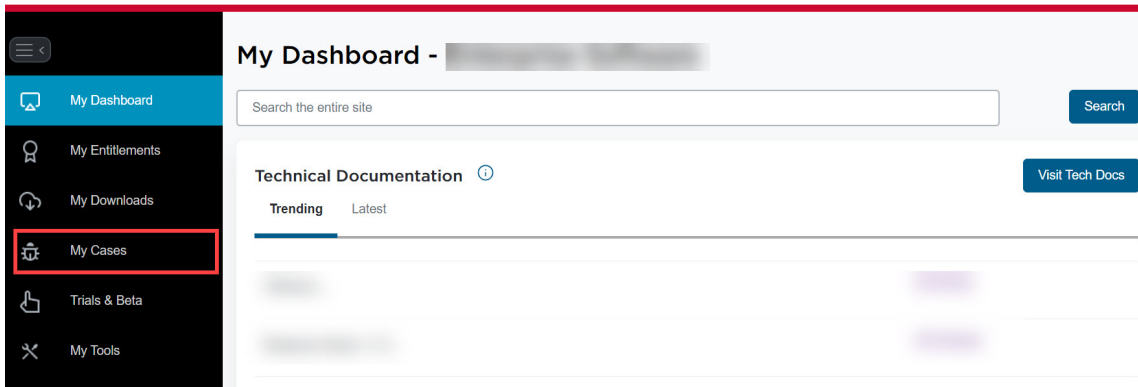 My Dashboard -
Search the entire site
Search
My Dashboard
My Entitlements
My Downloads
My Cases
Trials & Beta
My Tools
Technical Documentation
Visit Tech Docs
Trending
Latest